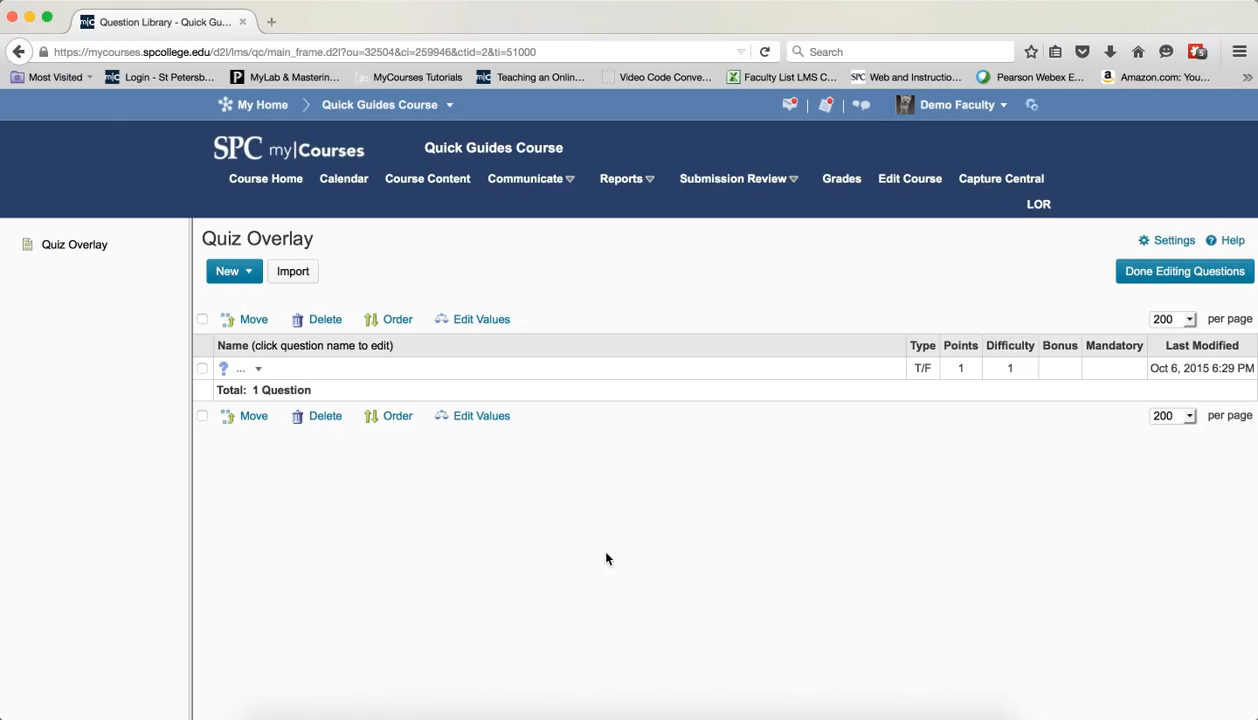 Question Library - Quick Gu...
https://mycourses.spcollege.edu/d2l/lms/qc/main_frame.d2l?ou=32504&ci=259946&ctid=2&ti=51000
Search
Most Visited
Login - St Petersb...
MyLab & Masterin...
MyCourses Tutorials
Teaching an Onlin...
Video Code Conve...
Faculty List LMS C...
SPC Web and Instructio...
Pearson Webex E...
Amazon.com: You...
My Home
Quick Guides Course
Demo Faculty
SPC my|Courses
Quick Guides Course
Course Home
Calendar
Course Content
Communicate
Reports
Submission Review
Grades
Edit Course
Capture Central
LOR
Quiz Overlay
Quiz Overlay
Settings
Help
New
Import
Done Editing Questions
Move
Delete
Order
Edit Values
200 per page
Name (click question name to edit)
Type
Points
Difficulty
Bonus
Mandatory
Last Modified
...
T/F
1
1
Oct 6, 2015 6:29 PM
Total: 1 Question
Move
Delete
Order
Edit Values
200 per page